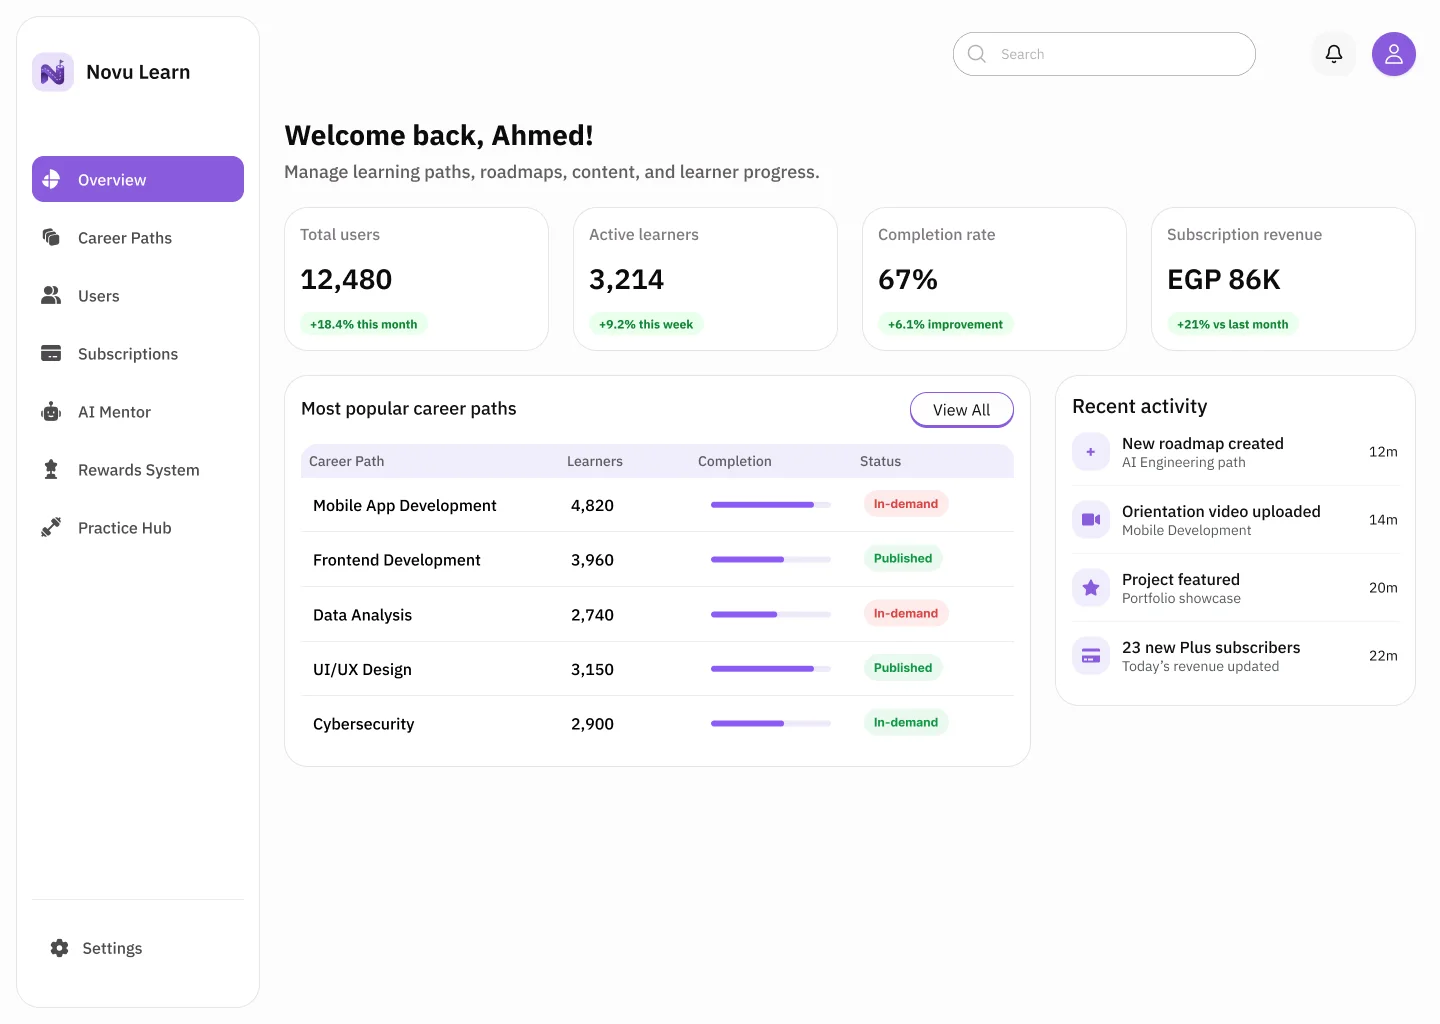 Novu Learn
Search
Overview
Career Paths
Users
Subscriptions
AI Mentor
Rewards System
Practice Hub
Settings
Welcome back, Ahmed!
Manage learning paths, roadmaps, content, and learner progress.
Total users
12,480
+18.4% this month
Active learners
3,214
+9.2% this week
Completion rate
67%
+6.1% improvement
Subscription revenue
EGP 86K
+21% vs last month
Most popular career paths
View All
Career Path Learners Completion Status
Mobile App Development 4,820 In-demand
Frontend Development 3,960 Published
Data Analysis 2,740 In-demand
UI/UX Design 3,150 Published
Cybersecurity 2,900 In-demand
Recent activity
New roadmap created
AI Engineering path
12m
Orientation video uploaded
Mobile Development
14m
Project featured
Portfolio showcase
20m
23 new Plus subscribers
Today’s revenue updated
22m